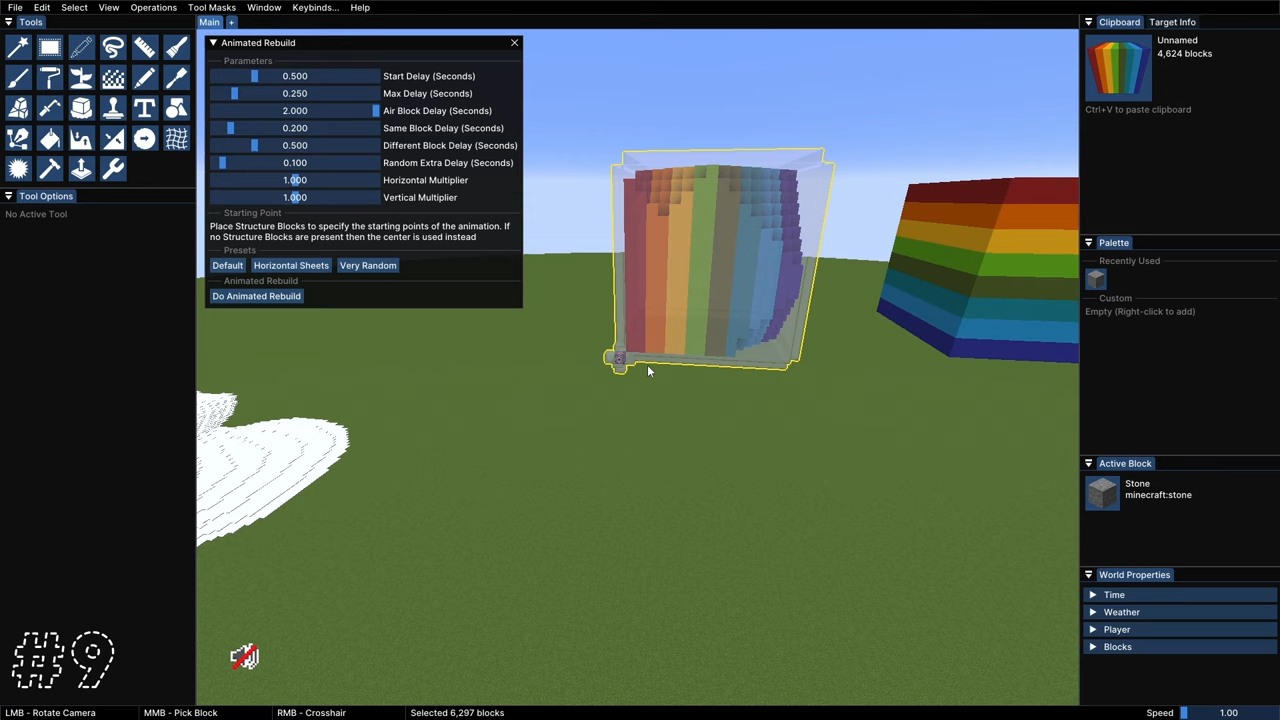 File Edit Select View Operations Tool Masks Window Keybinds... Help
Tools
Main +
Clipboard Target Info
Animated Rebuild
Parameters
0.500 Start Delay (Seconds)
0.250 Max Delay (Seconds)
2.000 Air Block Delay (Seconds)
0.200 Same Block Delay (Seconds)
0.500 Different Block Delay (Seconds)
0.100 Random Extra Delay (Seconds)
1.000 Horizontal Multiplier
1.000 Vertical Multiplier
Starting Point
Place Structure Blocks to specify the starting points of the animation. If
no Structure Blocks are present then the center is used instead
Presets
Default Horizontal Sheets Very Random
Animated Rebuild
Do Animated Rebuild
Tool Options
No Active Tool
Unnamed
4,624 blocks
Ctrl+V to paste clipboard
Palette
Recently Used
Custom
Empty (Right-click to add)
Active Block
Stone
minecraft:stone
World Properties
Time
Weather
Player
Blocks
#9
LMB - Rotate Camera MMB - Pick Block RMB - Crosshair Selected 6,297 blocks Speed 1.00